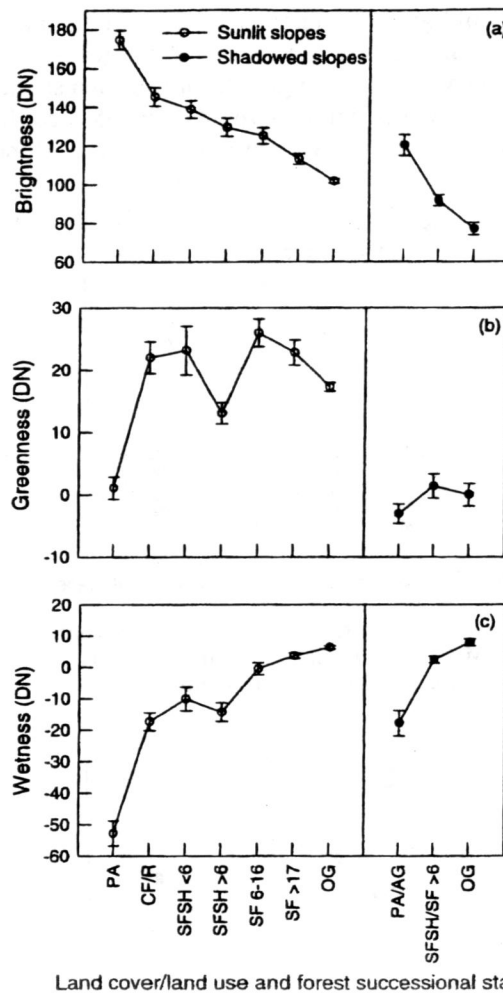 180
160
140
120
100
80
60
Brightness (DN)
Sunlit slopes
Shadowed slopes
(a)
30
20
10
0
-10
Greenness (DN)
(b)
20
10
0
-10
-20
-30
-40
-50
-60
Wetness (DN)
(c)
PA
CF/R
SFSH <6
SFSH >6
SF 6-16
SF >17
OG
PA/AG
SFSH/SF >6
OG
Land cover/land use and forest successional sta